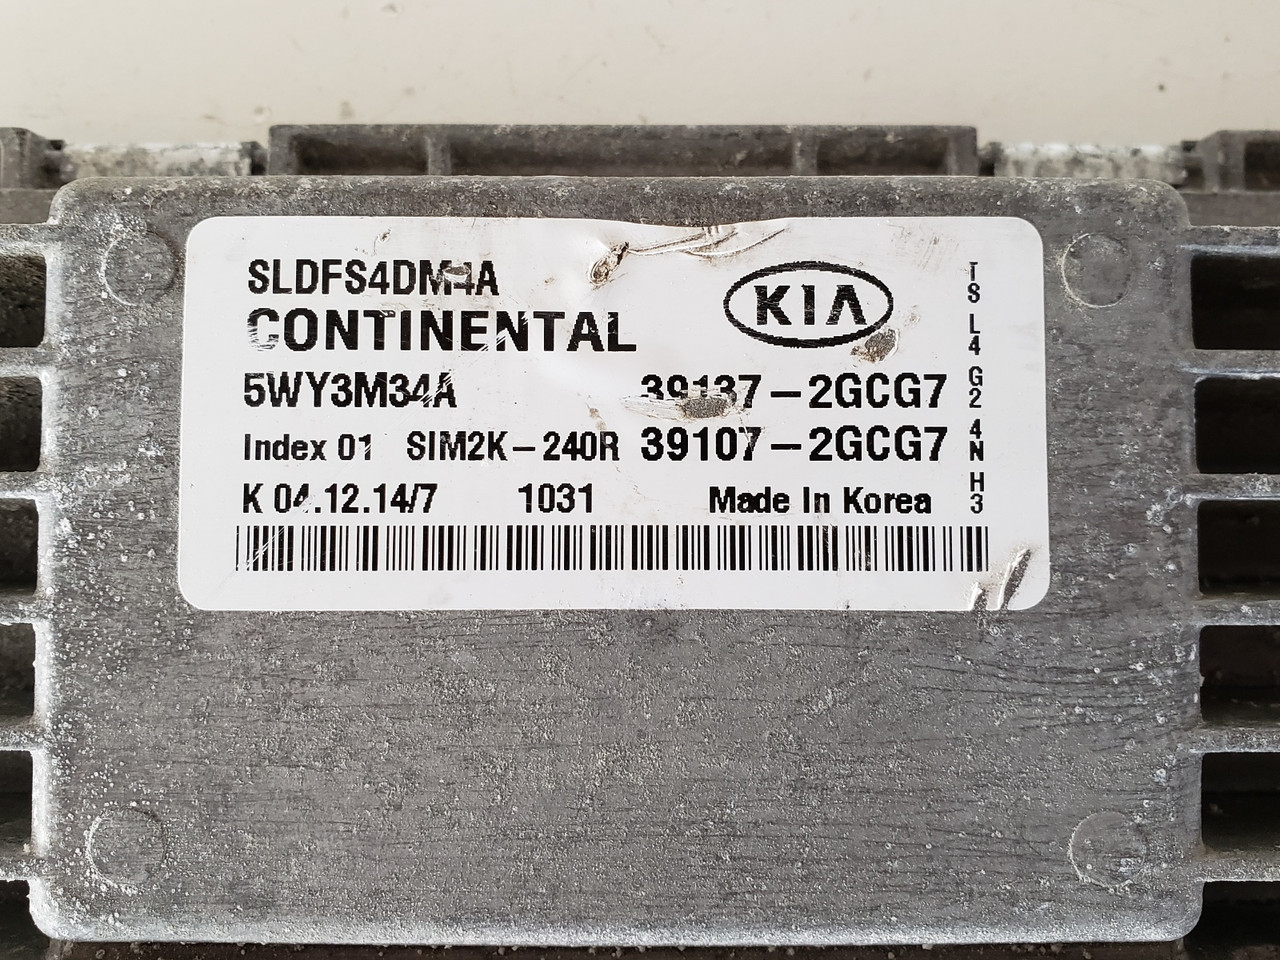 SLDFS4DM4A
CONTINENTAL
KIA
5WY3M34A 39137-2GCG7
Index 01 SIM2K-240R 39107-2GCG7
K 04.12.14/7 1031 Made In Korea
TS L4 G2 4N H3